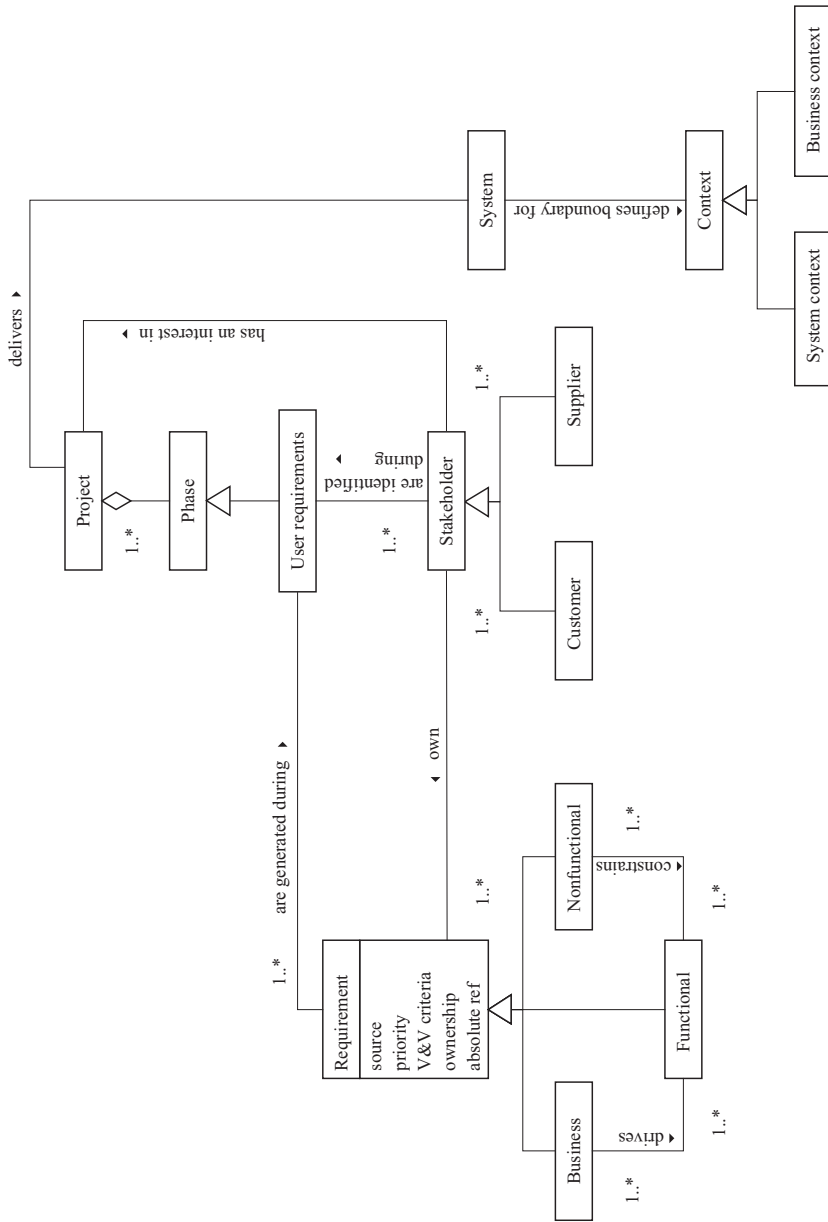 delivers
Project
1..*
Phase
has an interest in
are generated during
User requirements
1..*
are identified
during
1..*
Requirement
source
priority
V&V criteria
ownership
absolute ref
1..*
own
Stakeholder
System
1..*
1..*
defines boundary for
Business
Nonfunctional
Customer
Supplier
drives
1..*
constrains
1..*
1..*
Functional
1..*
Context
System context
Business context